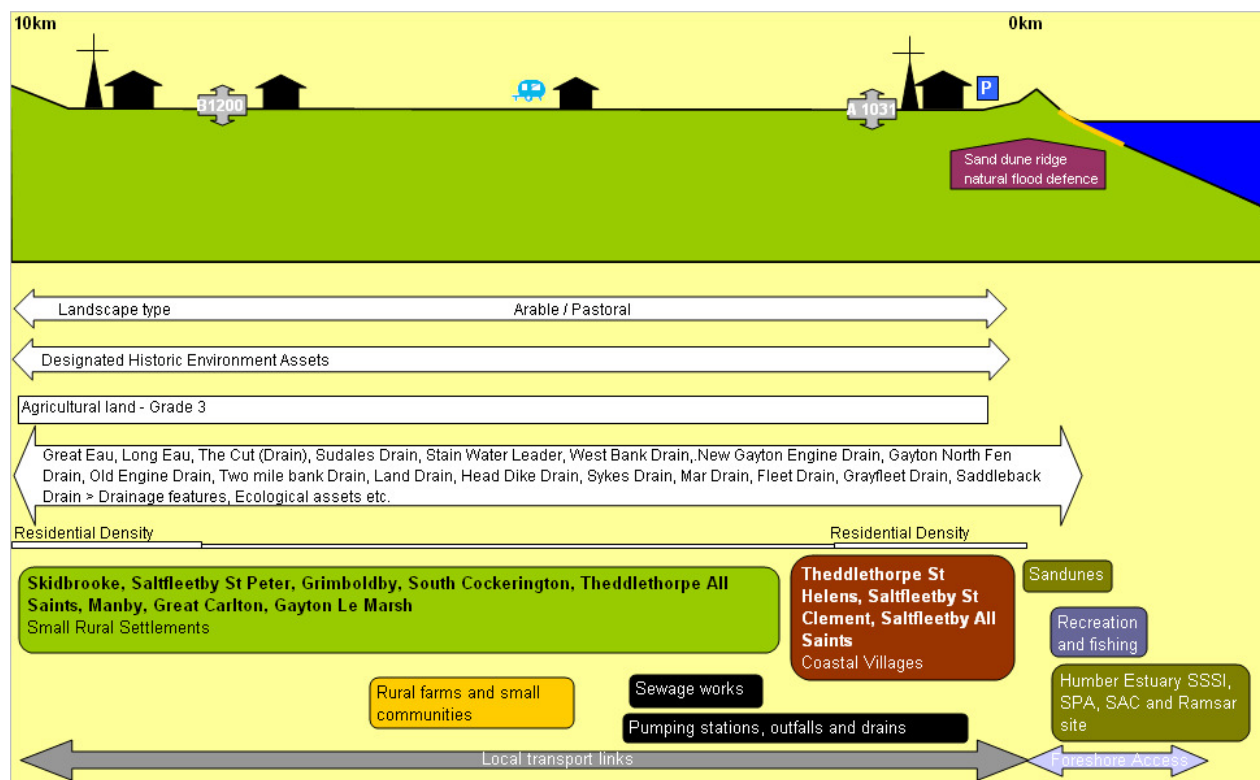 10km
0km
B1200
A 1031
P
Sand dune ridge
natural flood defence
Landscape type
Arable / Pastoral
Designated Historic Environment Assets
Agricultural land - Grade 3
Great Eau, Long Eau, The Cut (Drain), Sudales Drain, Stain Water Leader, West Bank Drain,.New Gayton Engine Drain, Gayton North Fen
Drain, Old Engine Drain, Two mile bank Drain, Land Drain, Head Dike Drain, Sykes Drain, Mar Drain, Fleet Drain, Grayfleet Drain, Saddleback
Drain > Drainage features, Ecological assets etc.
Residential Density
Residential Density
Skidbrooke, Saltfleetby St Peter, Grimboldby, South Cockerington, Theddlethorpe All
Saints, Manby, Great Carlton, Gayton Le Marsh
Small Rural Settlements
Theddlethorpe St
Helens, Saltfleetby St
Clement, Saltfleetby All
Saints
Coastal Villages
Sandunes
Recreation
and fishing
Humber Estuary SSSI,
SPA, SAC and Ramsar
site
Rural farms and small
communities
Sewage works
Pumping stations, outfalls and drains
Local transport links
Foreshore Access